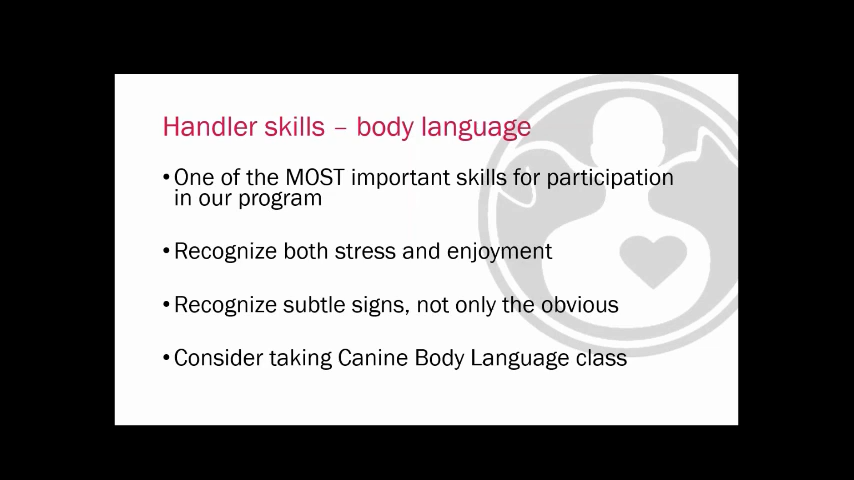 Handler skills – body language
•One of the MOST important skills for participation
in our program
•Recognize both stress and enjoyment
•Recognize subtle signs, not only the obvious
•Consider taking Canine Body Language class